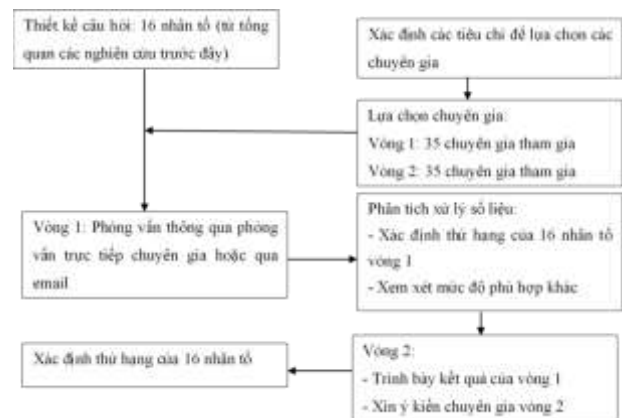 Thiết kế câu hỏi: 16 nhân tố (từ tổng
quan các nghiên cứu trước đây)
Xác định các tiêu chí để lựa chọn các
chuyên gia
Lựa chọn chuyên gia:
Vòng 1: 35 chuyên gia tham gia
Vòng 2: 35 chuyên gia tham gia
Vòng 1: Phỏng vấn thông qua phỏng
vấn trực tiếp chuyên gia hoặc qua
email
Phân tích xử lý số liệu:
- Xác định thứ hạng của 16 nhân tố
vòng 1
- Xem xét mức độ phù hợp khác
Vòng 2:
- Trình bày kết quả của vòng 1
- Xin ý kiến chuyên gia vòng 2
Xác định thứ hạng của 16 nhân tố